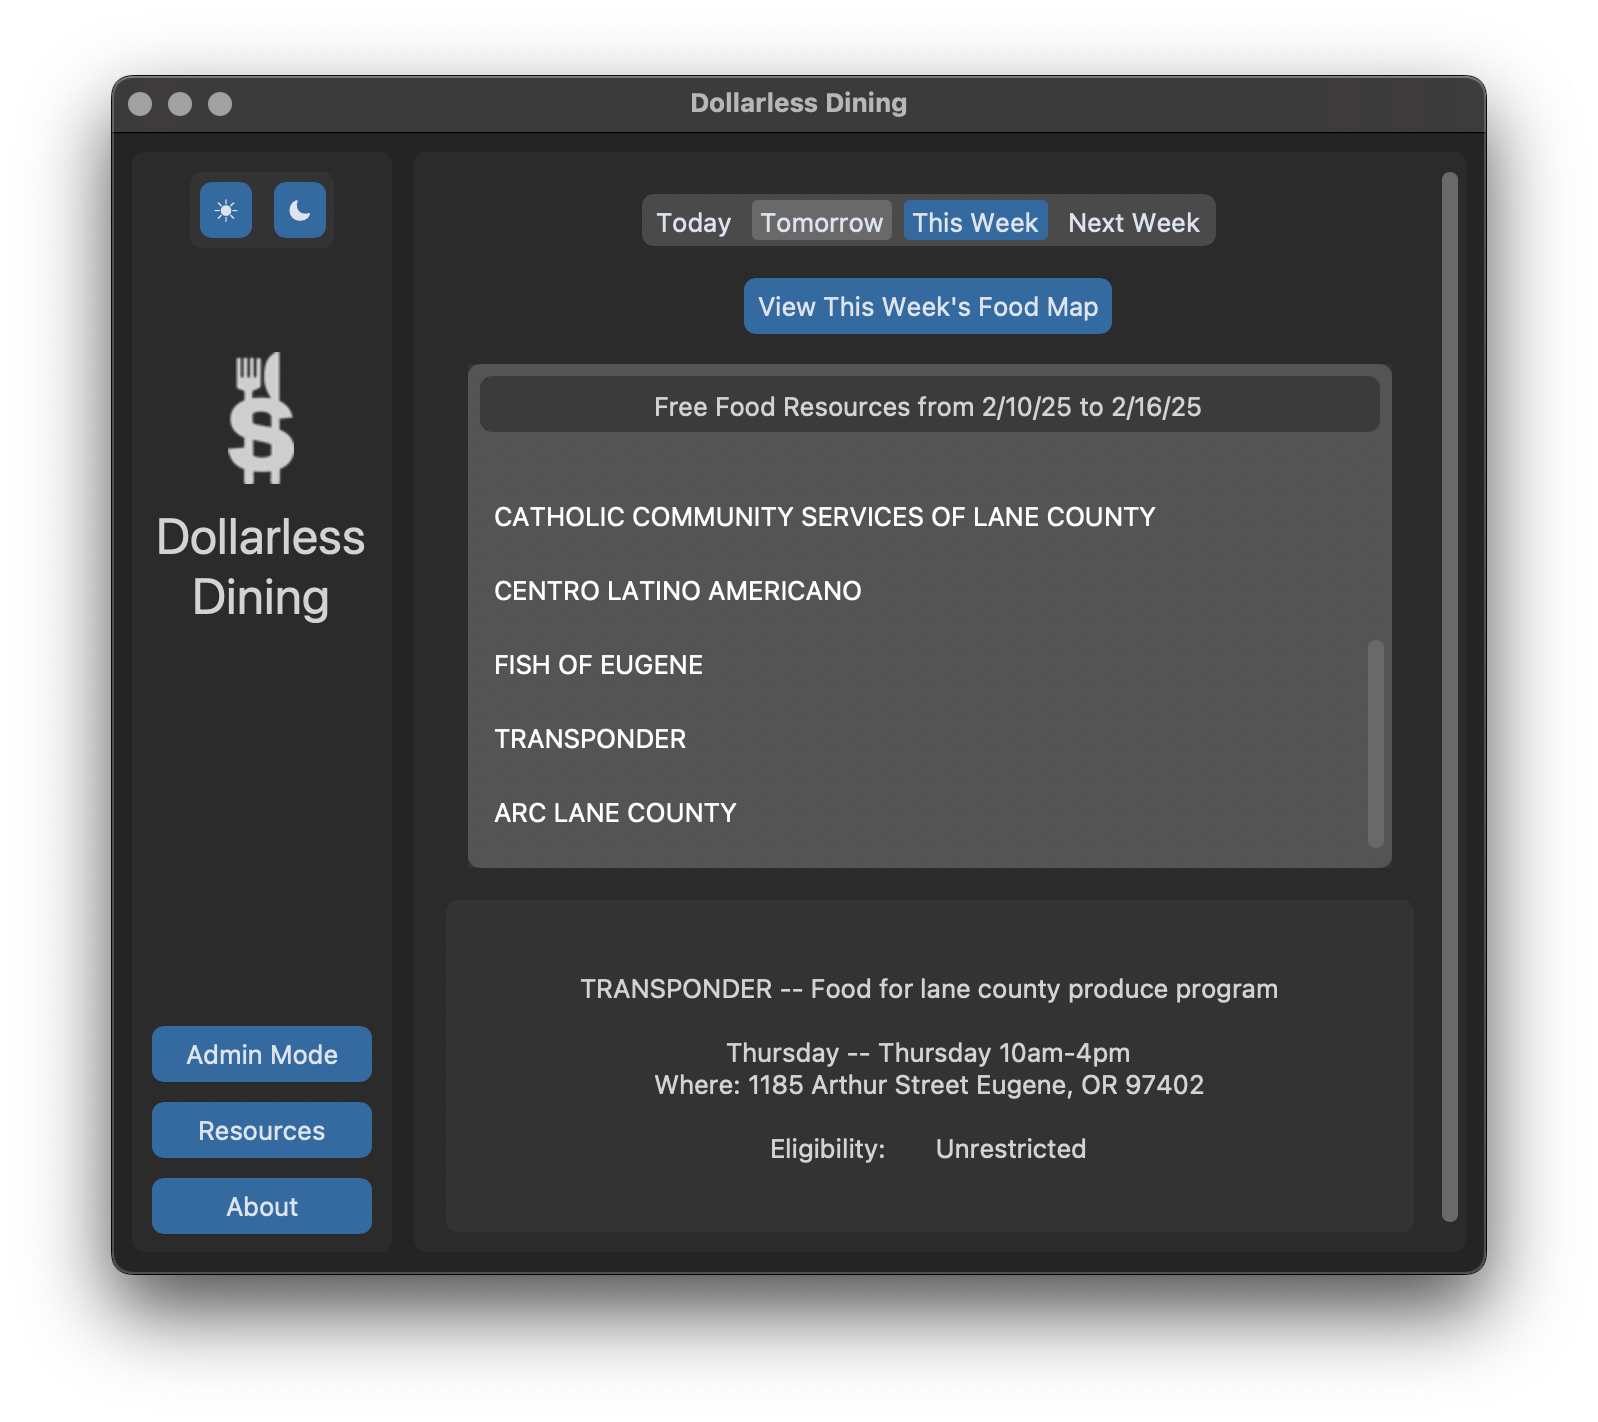 Dollarless Dining
Dollarless
Dining
Admin Mode
Resources
About
Today Tomorrow This Week Next Week
View This Week's Food Map
Free Food Resources from 2/10/25 to 2/16/25
CATHOLIC COMMUNITY SERVICES OF LANE COUNTY
CENTRO LATINO AMERICANO
FISH OF EUGENE
TRANSPONDER
ARC LANE COUNTY
TRANSPONDER -- Food for lane county produce program
Thursday -- Thursday 10am-4pm
Where: 1185 Arthur Street Eugene, OR 97402
Eligibility: Unrestricted